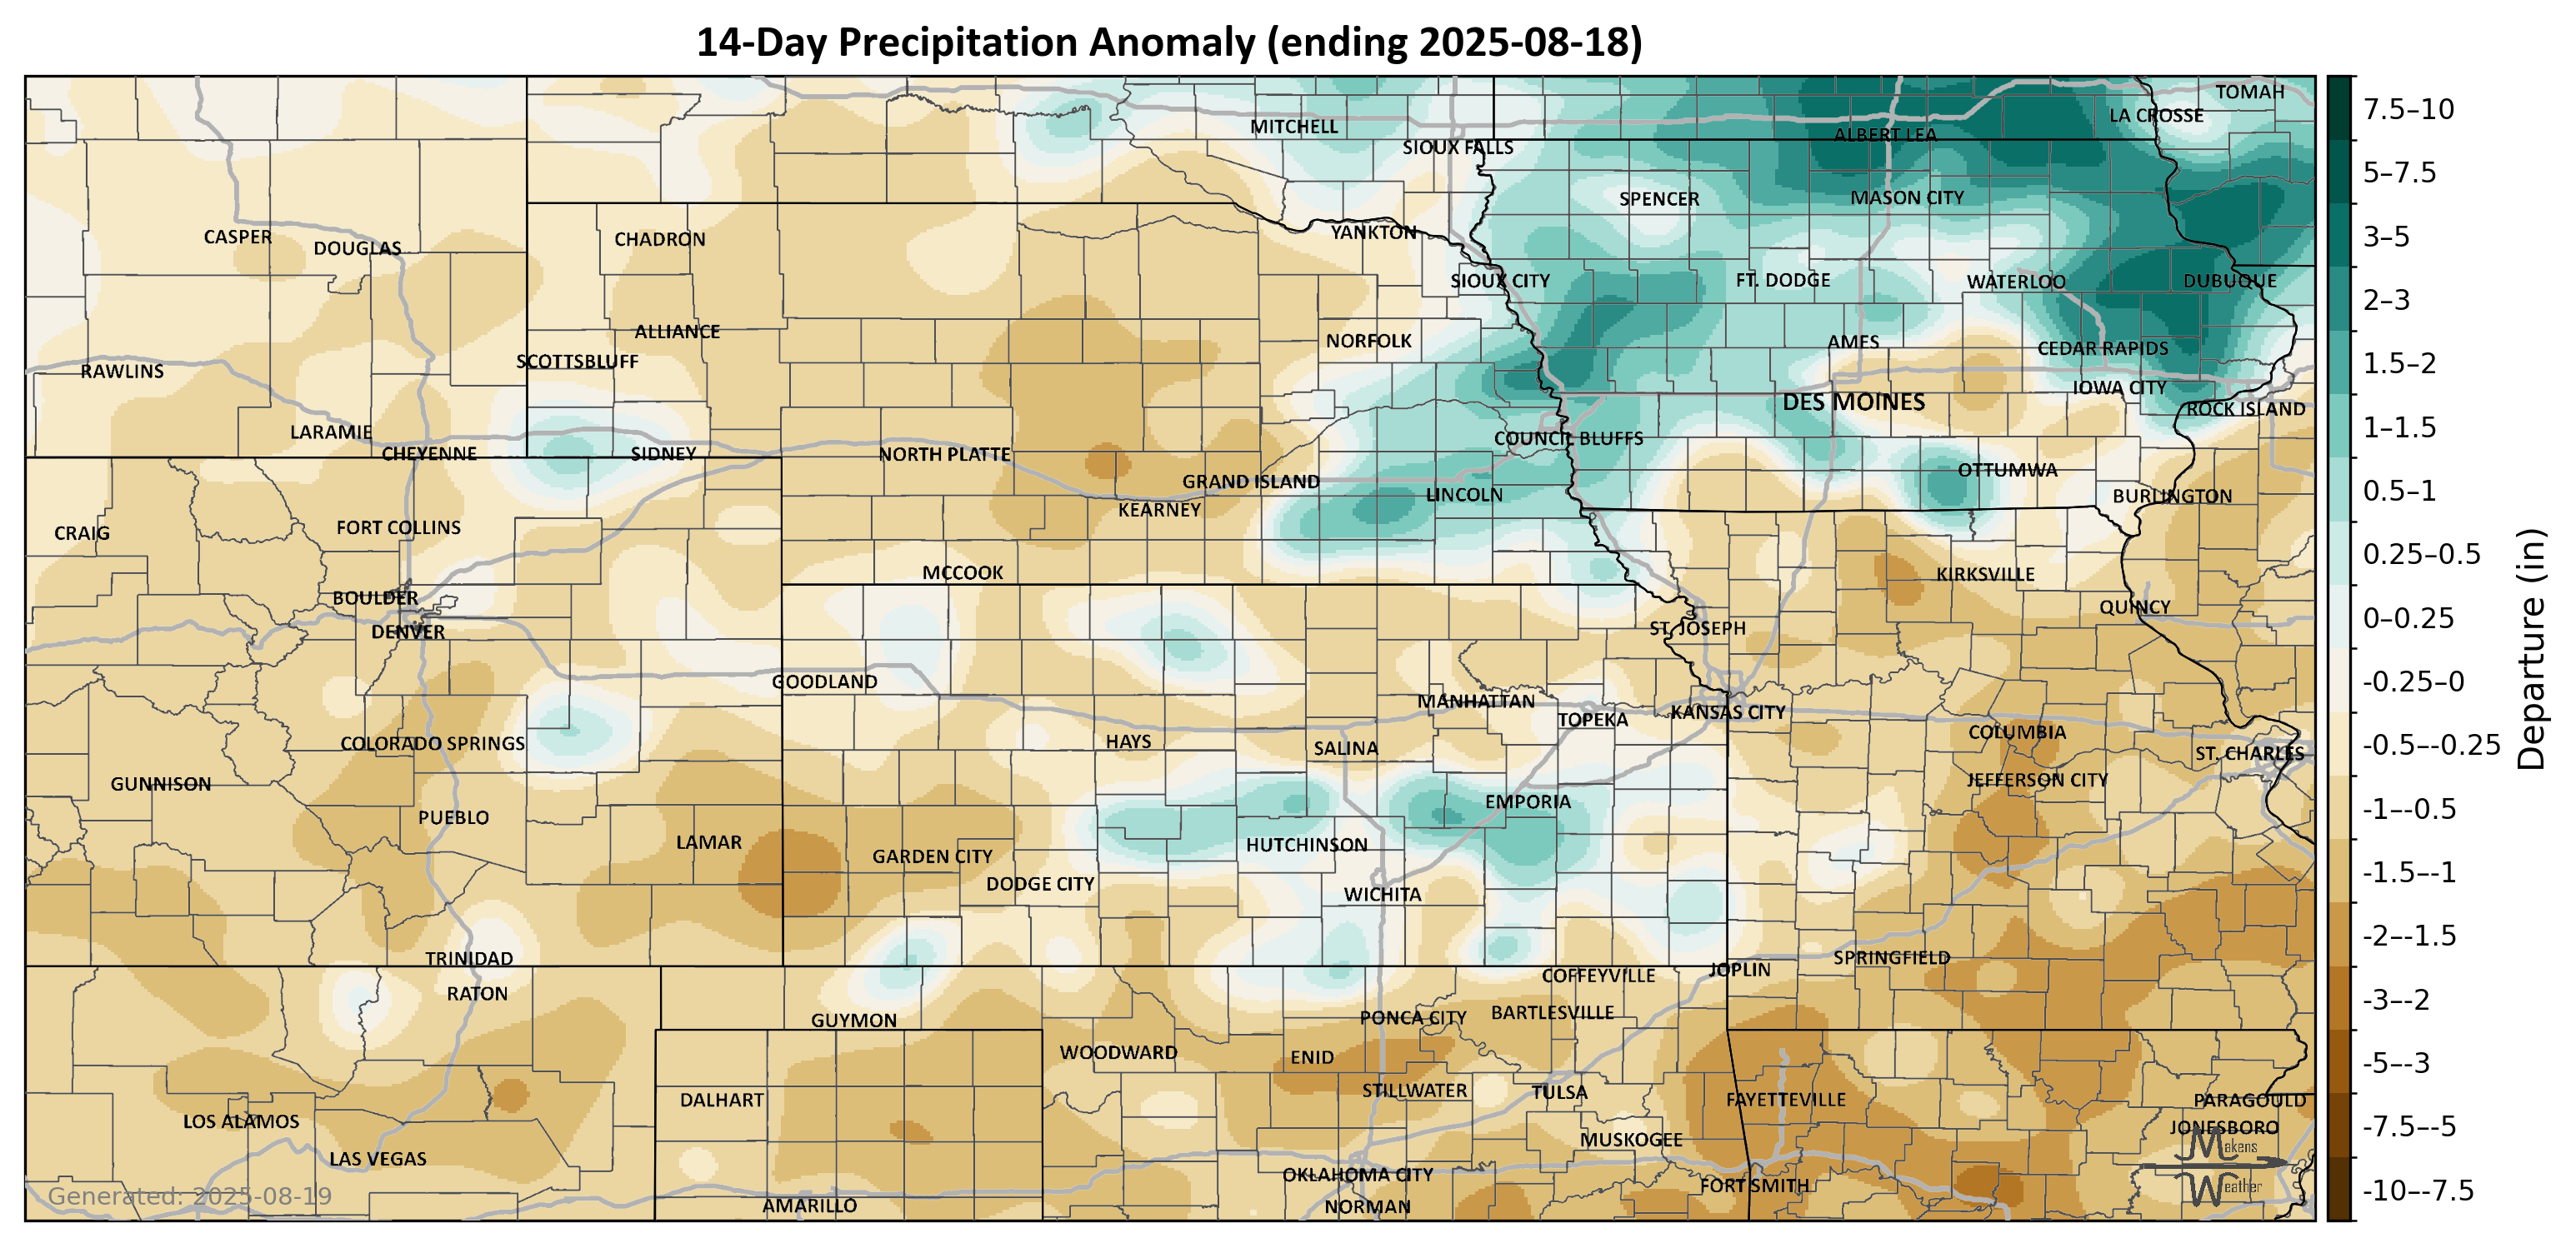 14-Day Precipitation Anomaly (ending 2025-08-18)
TOMAH
LA CROSSE
MITCHELL
ALBERT LEA
SIOUX FALLS
SPENCER
MASON CITY
YANKTON
CASPER
DOUGLAS
CHADRON
SIOUX CITY
FT. DODGE
WATERLOO
DUBUQUE
ALLIANCE
NORFOLK
AMES
CEDAR RAPIDS
SCOTTSBLUFF
RAWLINS
IOWA CITY
DES MOINES
ROCK ISLAND
LARAMIE
COUNCIL BLUFFS
CHEYENNE
SIDNEY
NORTH PLATTE
OTTUMWA
GRAND ISLAND
LINCOLN
BURLINGTON
KEARNEY
CRAIG
FORT COLLINS
MCCOOK
KIRKSVILLE
BOULDER
QUINCY
DENVER
ST. JOSEPH
GOODLAND
MANHATTAN
TOPEKA
KANSAS CITY
COLORADO SPRINGS
HAYS
SALINA
COLUMBIA
ST. CHARLES
GUNNISON
JEFFERSON CITY
PUEBLO
EMPORIA
LAMAR
HUTCHINSON
GARDEN CITY
DODGE CITY
WICHITA
TRINIDAD
SPRINGFIELD
COFFEYVILLE
JOPLIN
RATON
GUYMON
PONCA CITY
BARTLESVILLE
WOODWARD
ENID
STILLWATER
TULSA
DALHART
FAYETTEVILLE
PARAGOULD
LOS ALAMOS
JONESBORO
MUSKOGEE
LAS VEGAS
OKLAHOMA CITY
FORT SMITH
AMARILLO
NORMAN
Makens
Weather
Generated: 2025-08-19
7.5–10
5–7.5
3–5
2–3
1.5–2
1–1.5
0.5–1
0.25–0.5
0–0.25
-0.25–0
-0.5–-0.25
-1–-0.5
-1.5–-1
-2–-1.5
-3–-2
-5–-3
-7.5–-5
-10–-7.5
Departure (in)